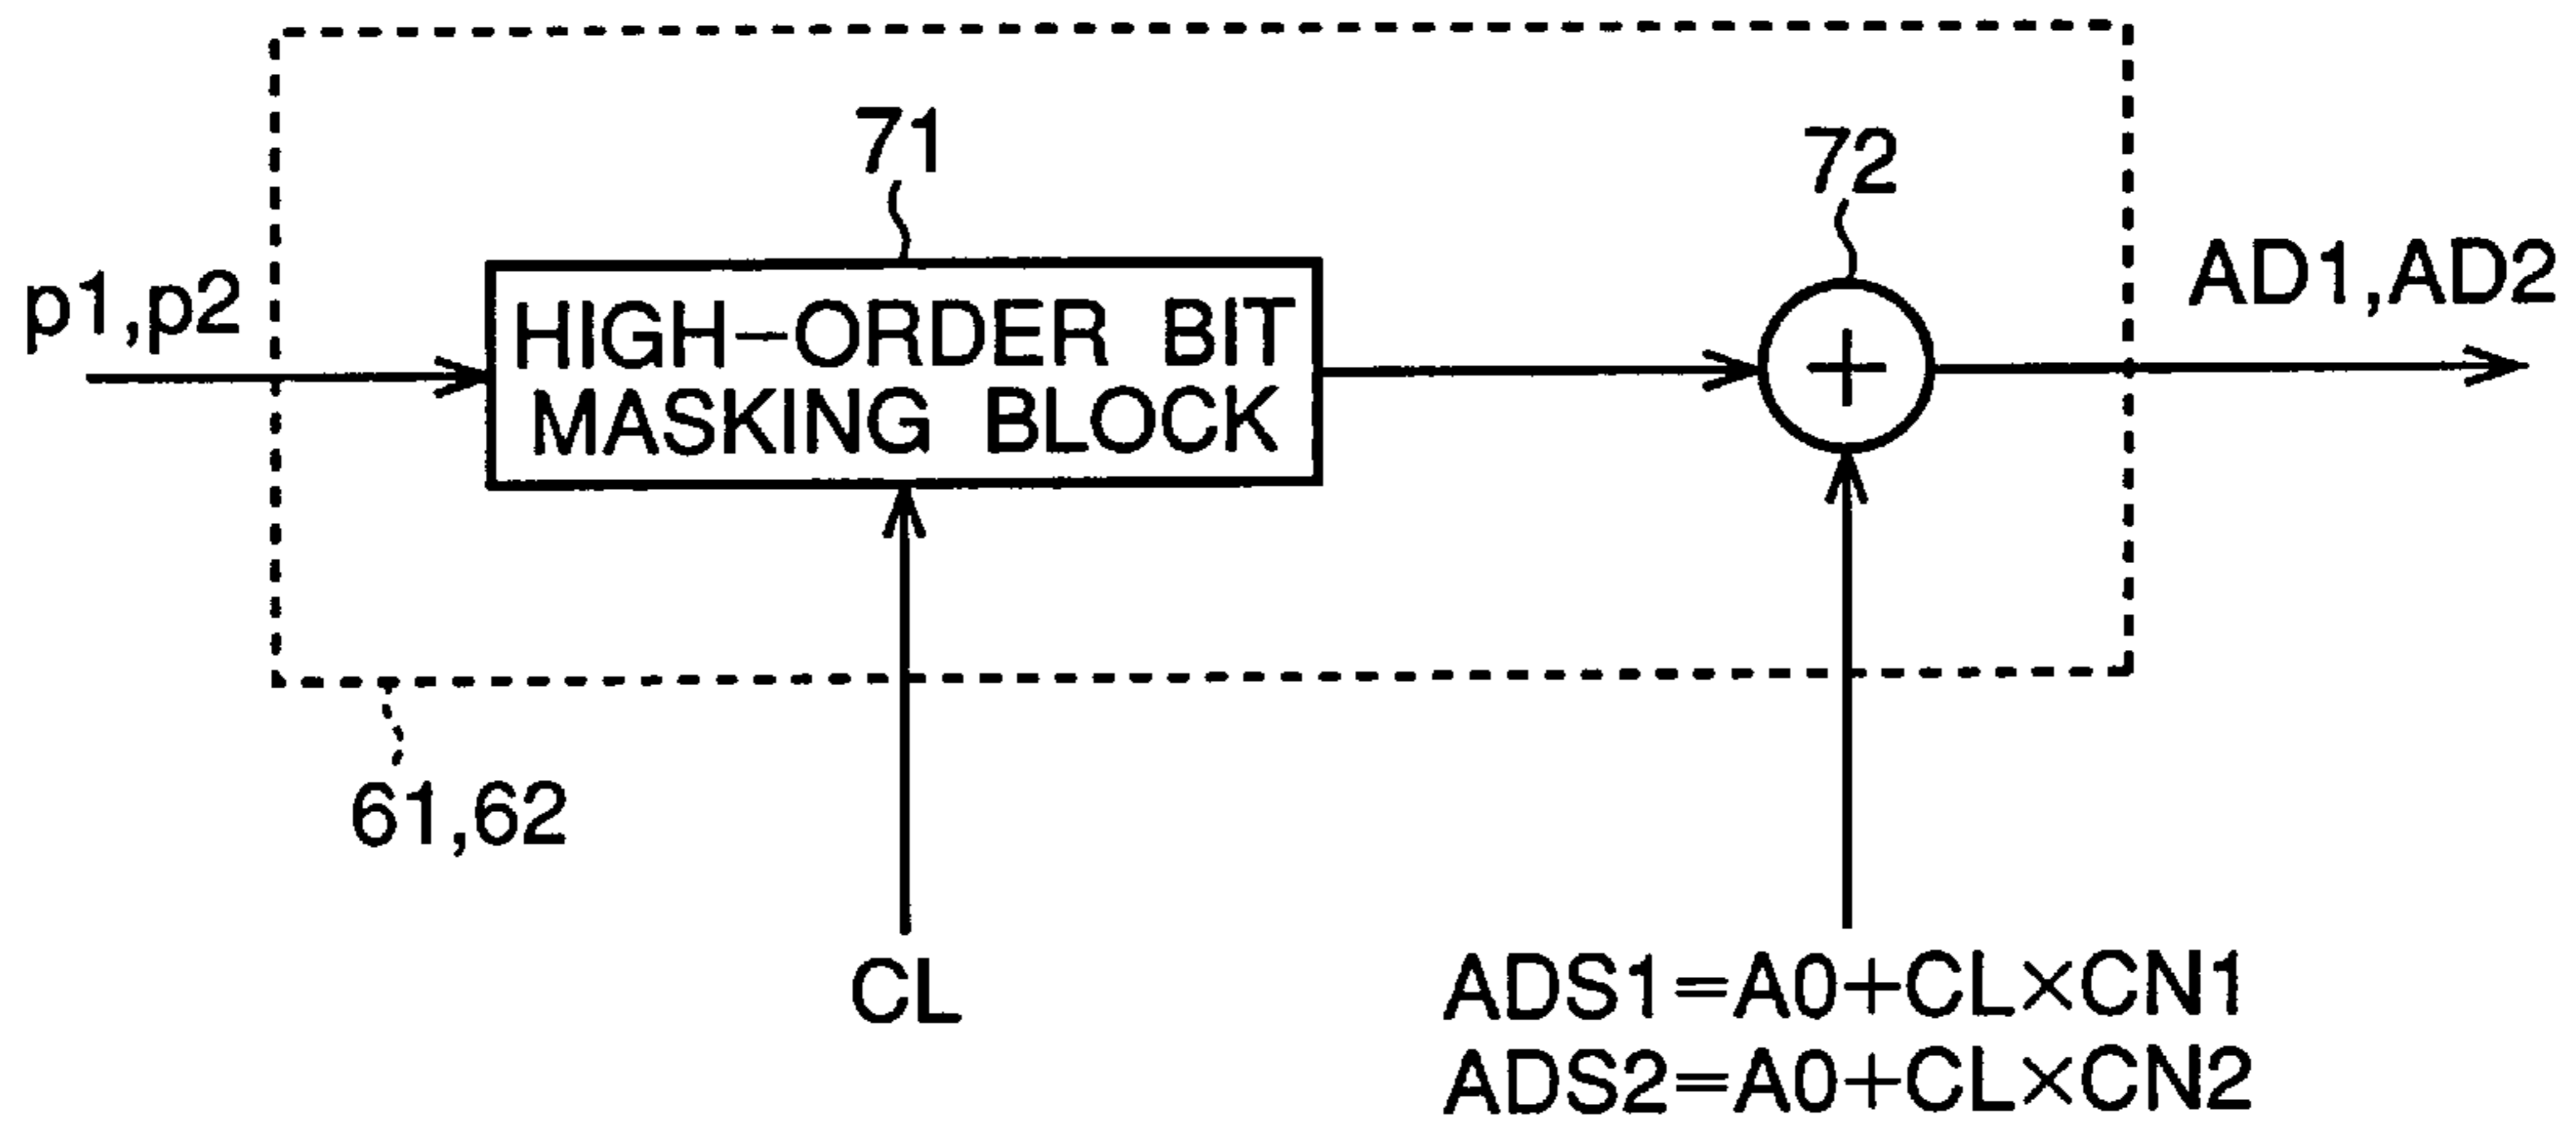 71
72
p1,p2
HIGH-ORDER BIT
MASKING BLOCK
+
AD1,AD2
61,62
CL
ADS1=A0+CL×CN1
ADS2=A0+CL×CN2